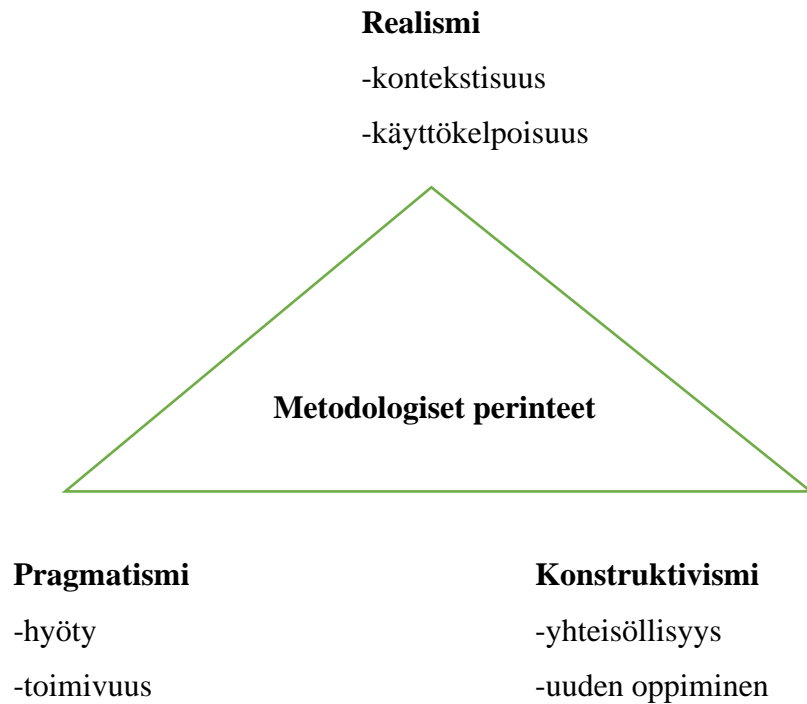 Realismi
-kontekstisuus
-käyttökelpoisuus
Metodologiset perinteet
Pragmatismi
-hyöty
-toimivuus
Konstruktivismi
-yhteisöllisyys
-uuden oppiminen